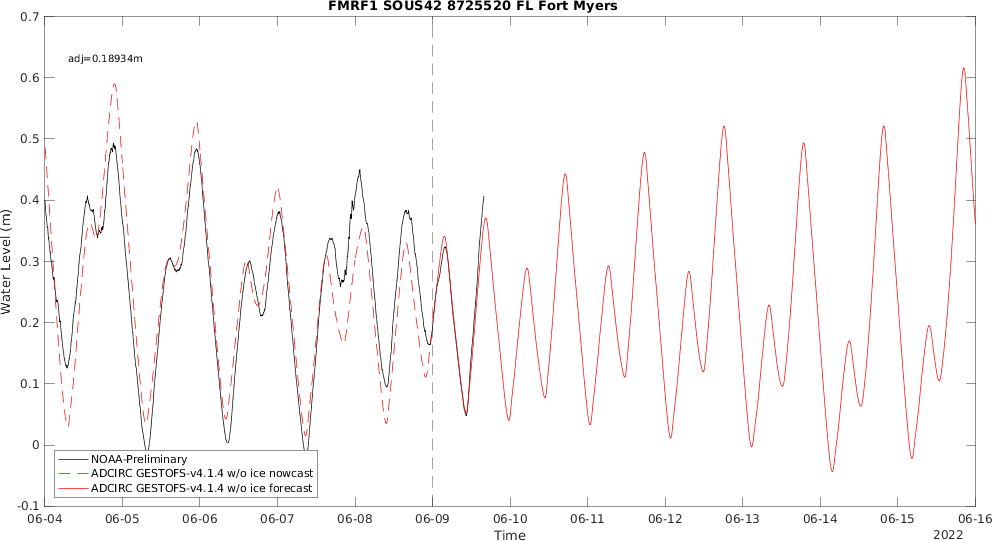 FMRF1 SOUS42 8725520 FL Fort Myers
0.7
0.6
0.5
0.4
0.3
0.2
0.1
0
-0.1
Water Level (m)
adj=0.18934m
NOAA-Preliminary
ADCIRC GESTOFS-v4.1.4 w/o ice nowcast
ADCIRC GESTOFS-v4.1.4 w/o ice forecast
06-04 06-05 06-06 06-07 06-08 06-09 06-10 06-11 06-12 06-13 06-14 06-15 06-16
Time
2022